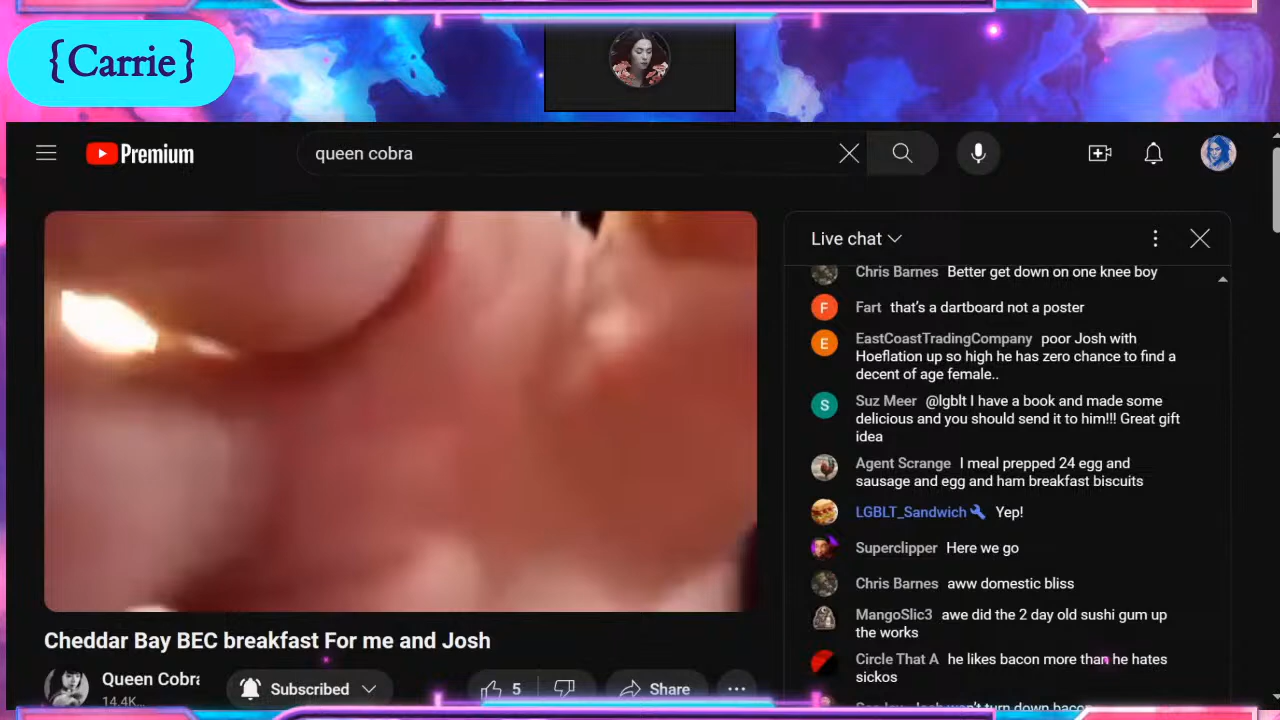 {Carrie}
Premium
queen cobra
Live chat
Chris Barnes Better get down on one knee boy
F Fart that's a dartboard not a poster
E EastCoastTradingCompany poor Josh with
Hoeflation up so high he has zero chance to find a
decent of age female..
S Suz Meer @lgblt I have a book and made some
delicious and you should send it to him!!! Great gift
idea
Agent Scrange I meal prepped 24 egg and
sausage and egg and ham breakfast biscuits
LGBLT_Sandwich Yep!
Superclipper Here we go
Chris Barnes aww domestic bliss
MangoSlic3 awe did the 2 day old sushi gum up
the works
Circle That A he likes bacon more than he hates
sickos
Cheddar Bay BEC breakfast For me and Josh
Queen Cobra
14.4K...
Subscribed
5
Share